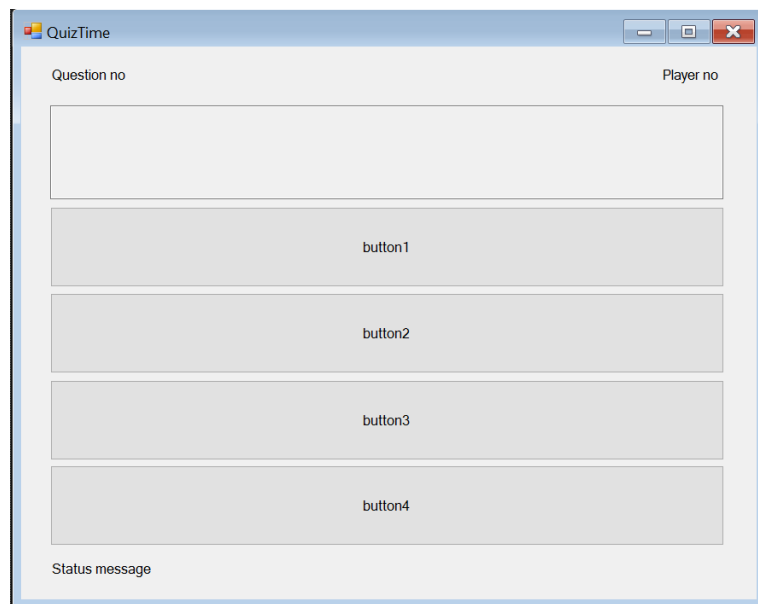 QuizTime
Question no
Player no
button1
button2
button3
button4
Status message